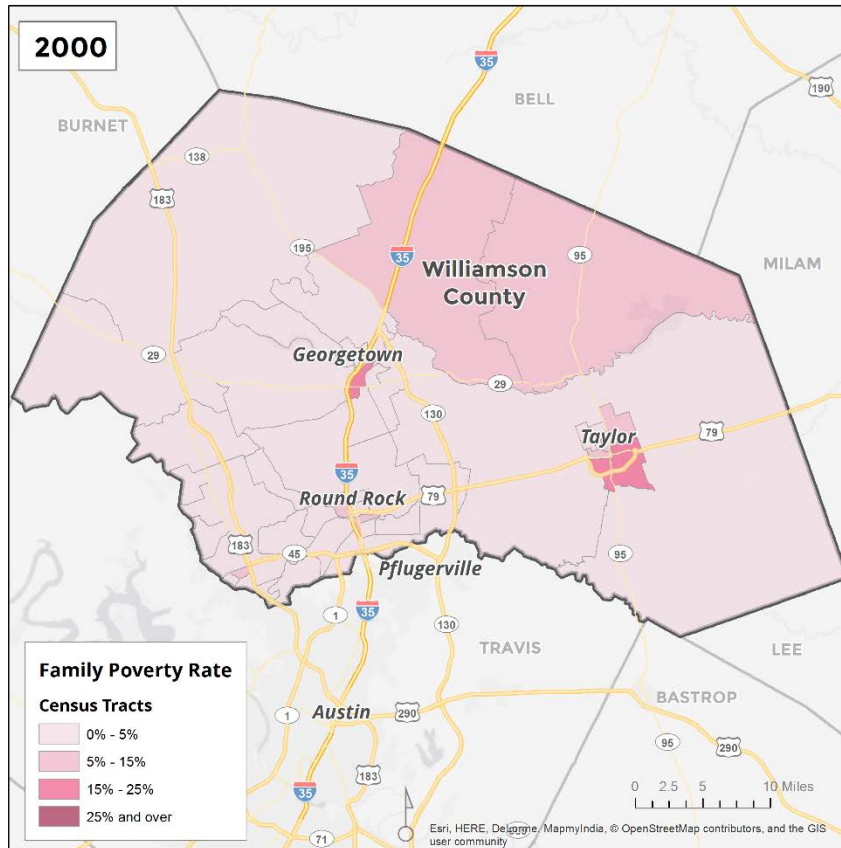 2000
35
BELL
190
BURNET
138
183
195
35
95
Williamson
County
MILAM
29
Georgetown
29
130
Taylor
79
35
Round Rock
79
183
45
95
Pflugerville
1
35
130
TRAVIS
LEE
Family Poverty Rate
Census Tracts
0% - 5%
5% - 15%
15% - 25%
25% and over
BASTROP
Austin
1
290
290
95
183
35
71
0 2.5 5 10 Miles
Esri, HERE, DeLorme, MapmyIndia, © OpenStreetMap contributors, and the GIS
user community